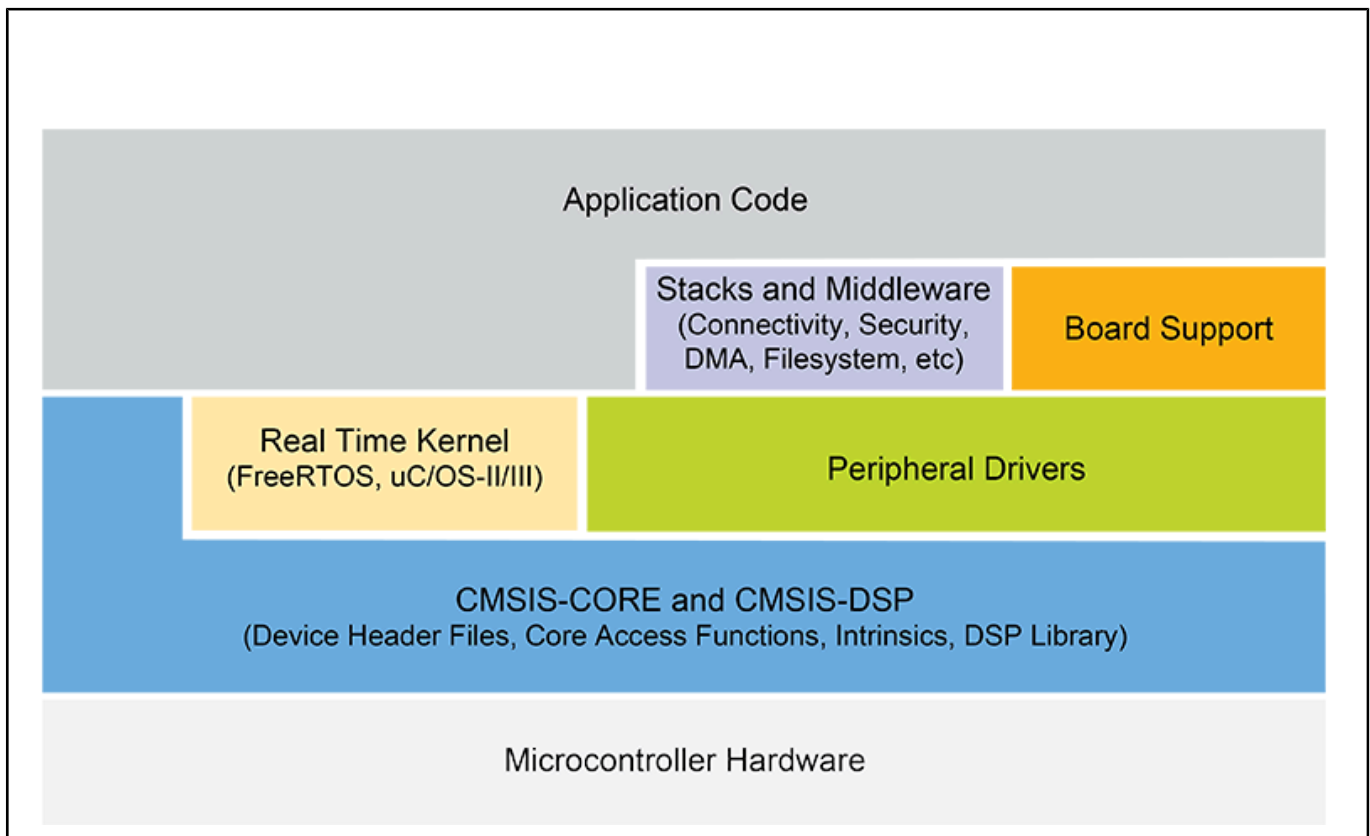 Application Code
Stacks and Middleware
(Connectivity, Security,
DMA, Filesystem, etc)
Board Support
Real Time Kernel
(FreeRTOS, uC/OS-II/III)
Peripheral Drivers
CMSIS-CORE and CMSIS-DSP
(Device Header Files, Core Access Functions, Intrinsics, DSP Library)
Microcontroller Hardware